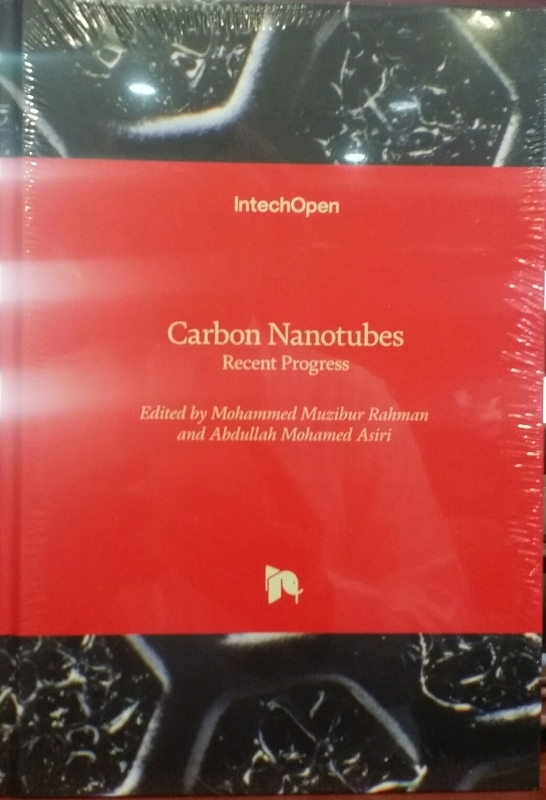 IntechOpen
Carbon Nanotubes
Recent Progress
Edited by Mohammed Muzibur Rahman
and Abdullah Mohamed Asiri